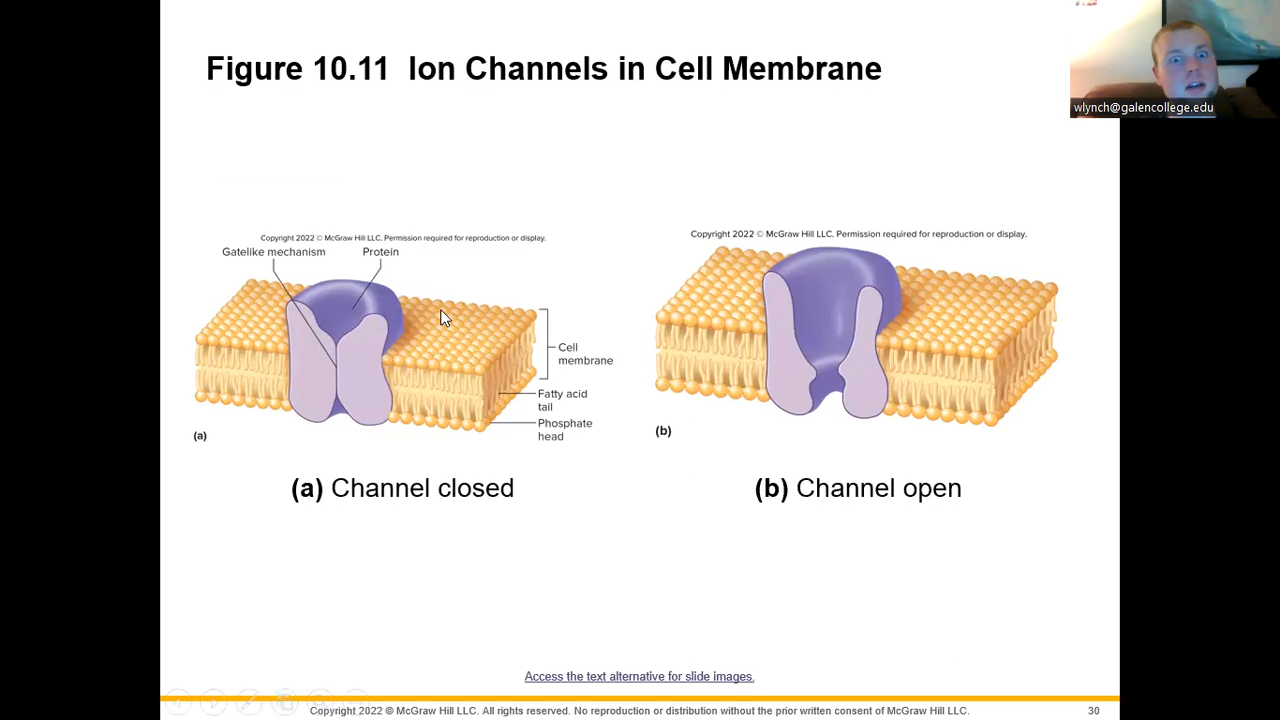 Figure 10.11 Ion Channels in Cell Membrane
wlynch@galencollege.edu
Copyright 2022 © McGraw Hill LLC. Permission required for reproduction or display.
Gatelike mechanism
Protein
Cell
membrane
Fatty acid
tail
Phosphate
head
(a)
(a) Channel closed
Copyright 2022 © McGraw Hill LLC. Permission required for reproduction or display.
(b)
(b) Channel open
Access the text alternative for slide images.
Copyright 2022 © McGraw Hill LLC. All rights reserved. No reproduction or distribution without the prior written consent of McGraw Hill LLC.
30